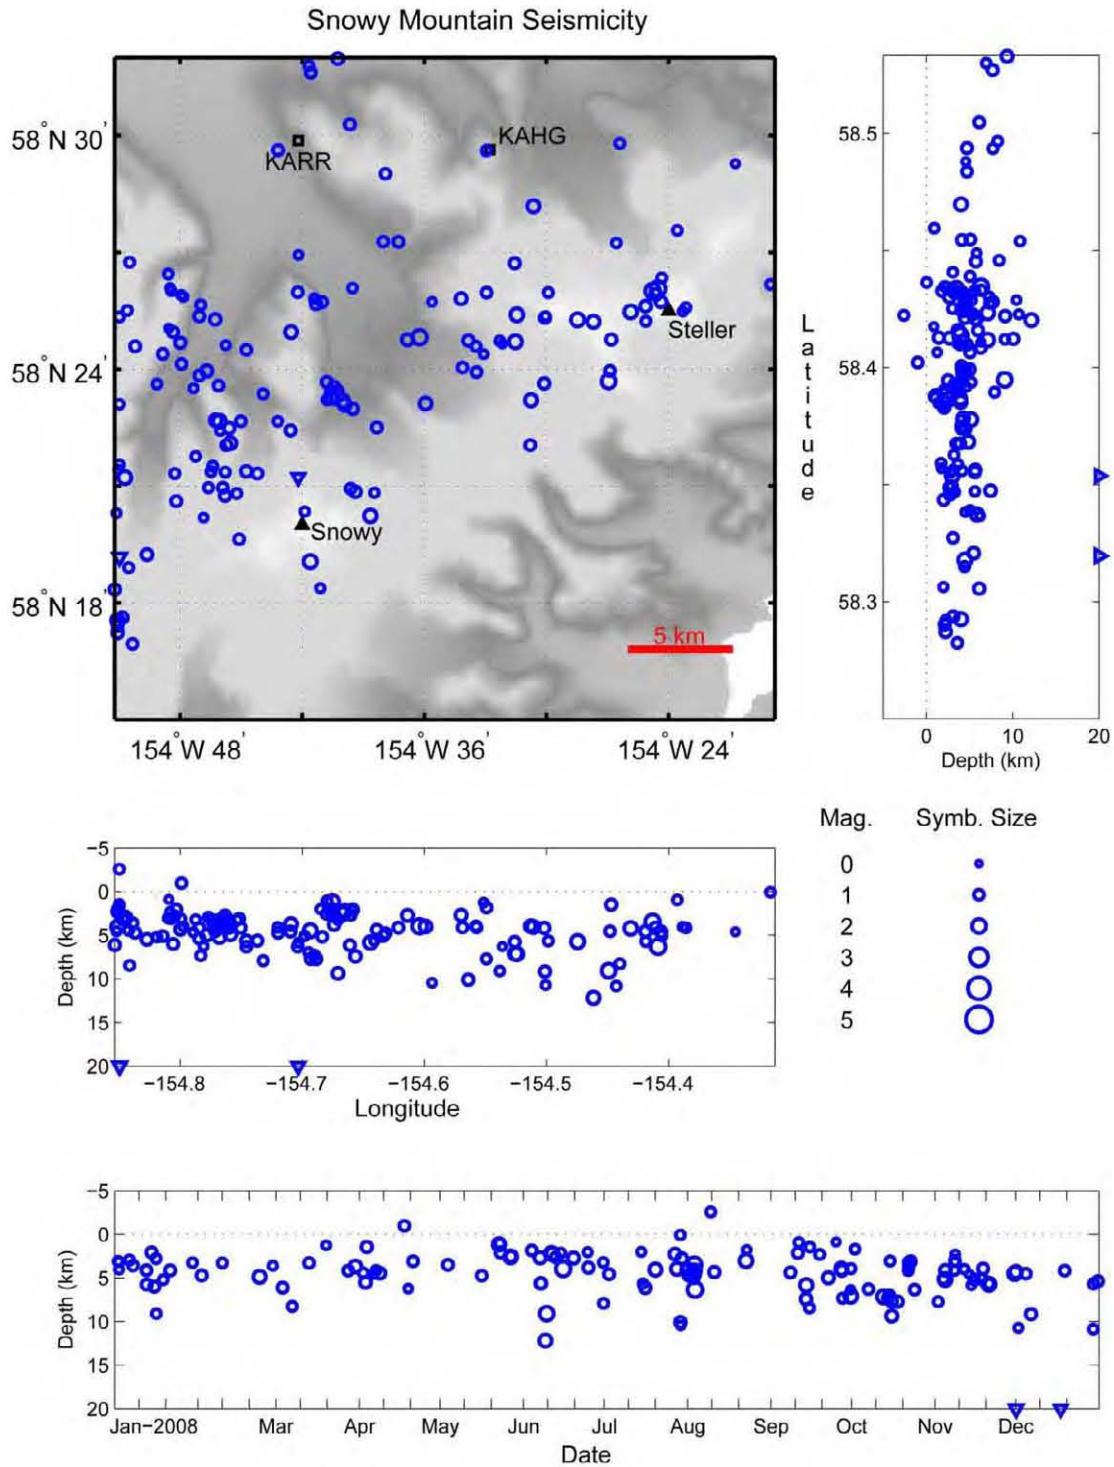 Snowy Mountain Seismicity
58°N 30'
58°N 24'
58°N 18'
KARR
KAHG
Steller
Snowy
5 km
154°W 48'
154°W 36'
154°W 24'
58.5
58.4
58.3
Latitude
0 10 20
Depth (km)
Mag. Symb. Size
0
1
2
3
4
5
−5
0
5
10
15
20
Depth (km)
−154.8 −154.7 −154.6 −154.5 −154.4
Longitude
−5
0
5
10
15
20
Depth (km)
Jan−2008 Mar Apr May Jun Jul Aug Sep Oct Nov Dec
Date